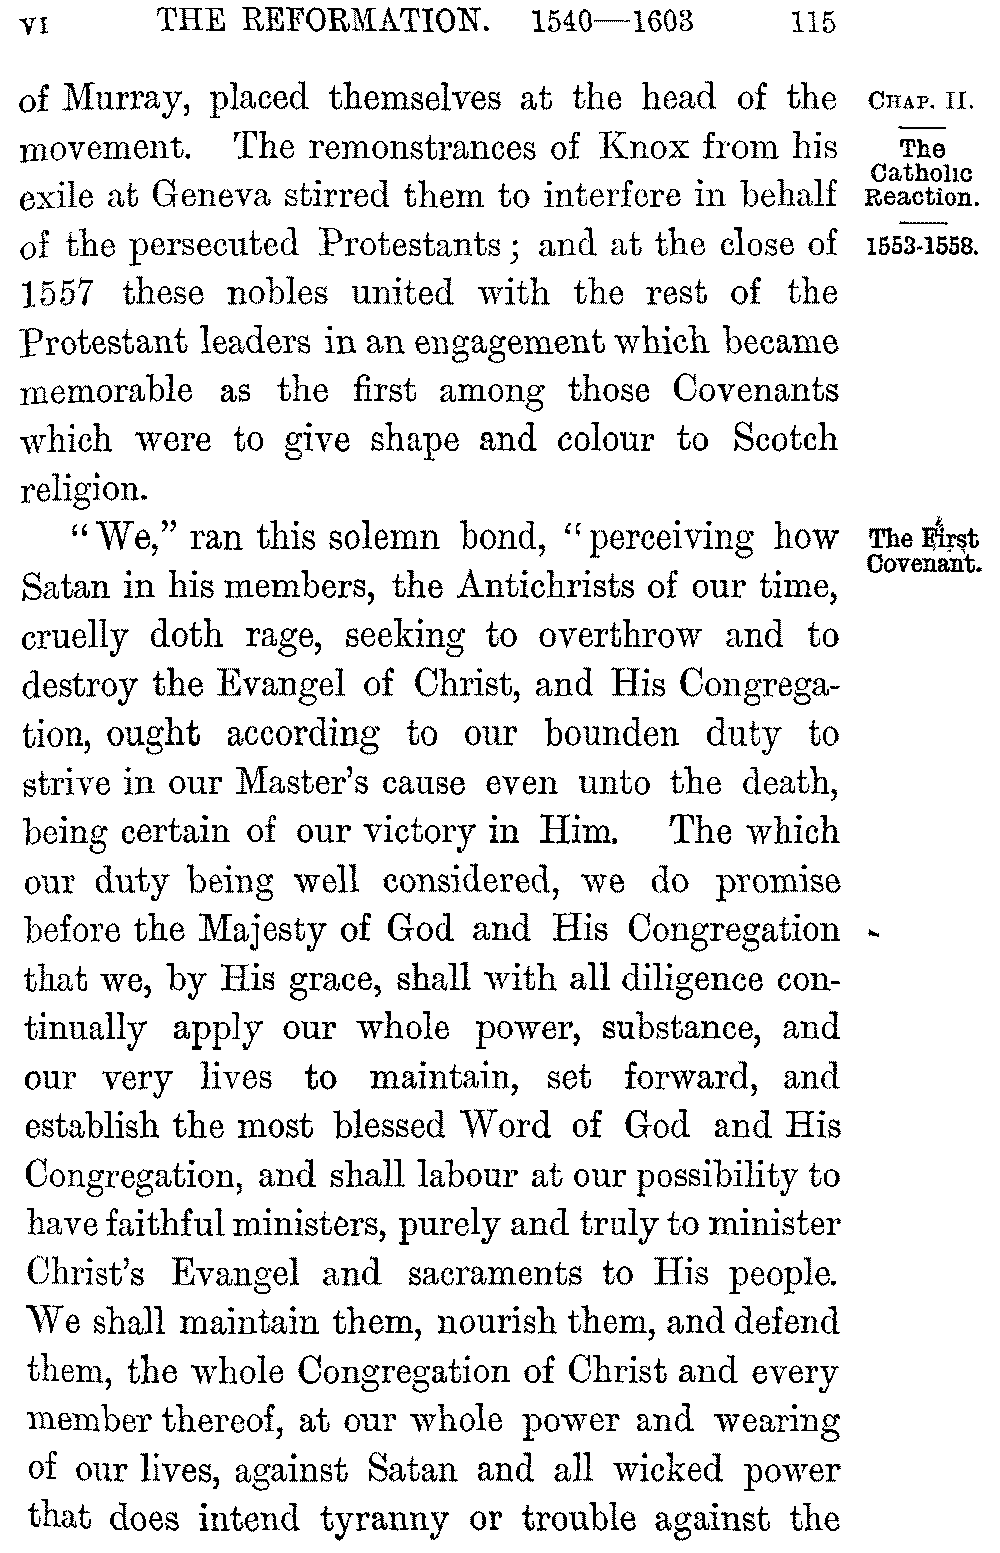 VI THE REFORMATION. 1540—1603 115
of Murray, placed themselves at the head of the
movement. The remonstrances of Knox from his
exile at Geneva stirred them to interfere in behalf
of the persecuted Protestants; and at the close of
1557 these nobles united with the rest of the
Protestant leaders in an engagement which became
memorable as the first among those Covenants
which were to give shape and colour to Scotch
religion.
"We," ran this solemn bond, "perceiving how
Satan in his members, the Antichrists of our time,
cruelly doth rage, seeking to overthrow and to
destroy the Evangel of Christ, and His Congrega-
tion, ought according to our bounden duty to
strive in our Master's cause even unto the death,
being certain of our victory in Him. The which
our duty being well considered, we do promise
before the Majesty of God and His Congregation
that we, by His grace, shall with all diligence con-
tinually apply our whole power, substance, and
our very lives to maintain, set forward, and
establish the most blessed Word of God and His
Congregation, and shall labour at our possibility to
have faithful ministers, purely and truly to minister
Christ's Evangel and sacraments to His people.
We shall maintain them, nourish them, and defend
them, the whole Congregation of Christ and every
member thereof, at our whole power and wearing
of our lives, against Satan and all wicked power
that does intend tyranny or trouble against the
CHAP. II.
The
Catholic
Reaction.
1553-1558.
The First
Covenant.